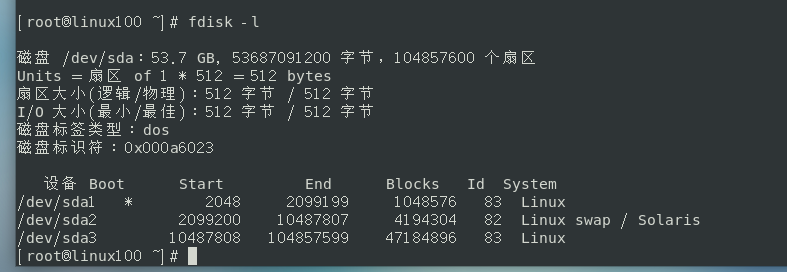 [root@linux100 ~]# fdisk -l
磁盘 /dev/sda：53.7 GB, 53687091200 字节，104857600 个扇区
Units = 扇区 of 1 * 512 = 512 bytes
扇区大小(逻辑/物理)：512 字节 / 512 字节
I/O 大小(最小/最佳)：512 字节 / 512 字节
磁盘标签类型：dos
磁盘标识符：0x000a6023
设备 Boot Start End Blocks Id System
/dev/sda1 * 2048 2099199 1048576 83 Linux
/dev/sda2 2099200 10487807 4194304 82 Linux swap / Solaris
/dev/sda3 10487808 104857599 47184896 83 Linux
[root@linux100 ~]#